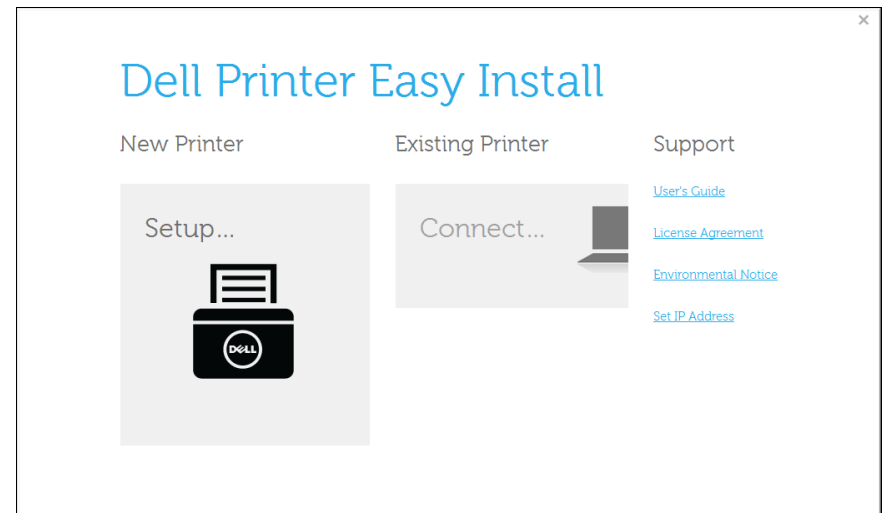 ×
Dell Printer Easy Install
New Printer
Setup...
DELL
Existing Printer
Connect...
Support
User's Guide
License Agreement
Environmental Notice
Set IP Address